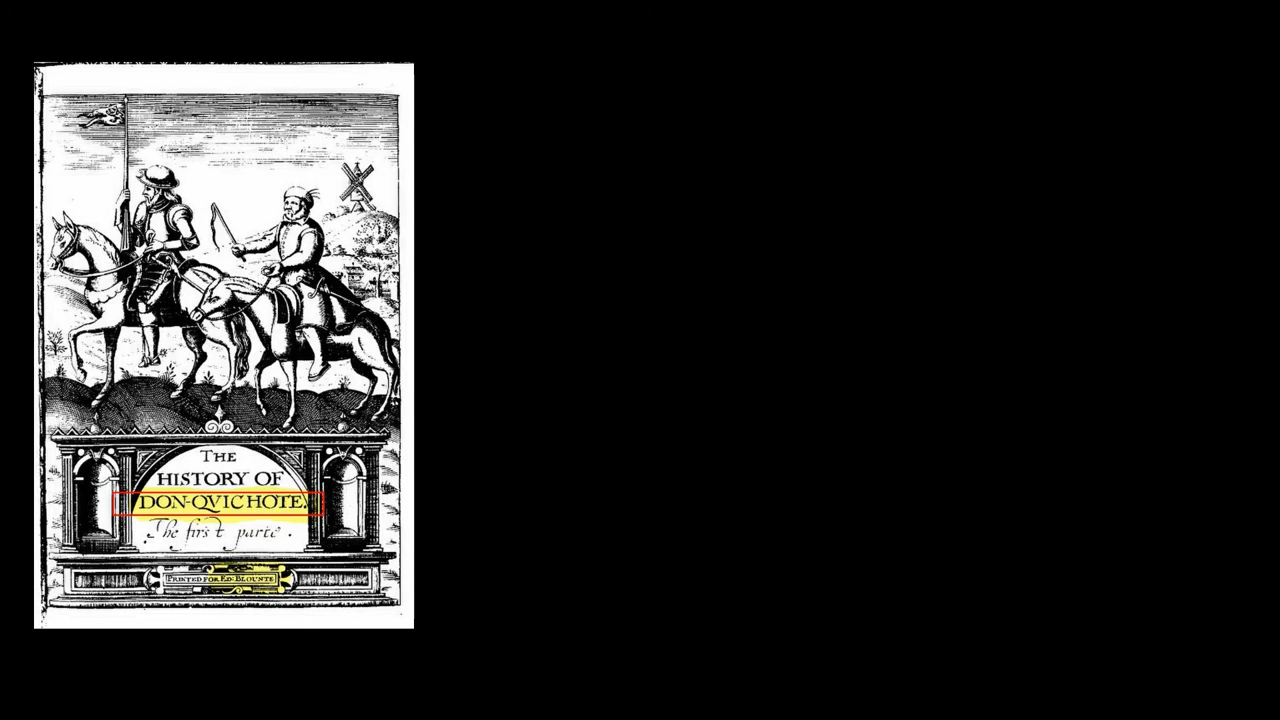 THE
HISTORY OF
DON-QVICHOTE.
The first parte.
PRINTED FOR ED: BLOUNTE